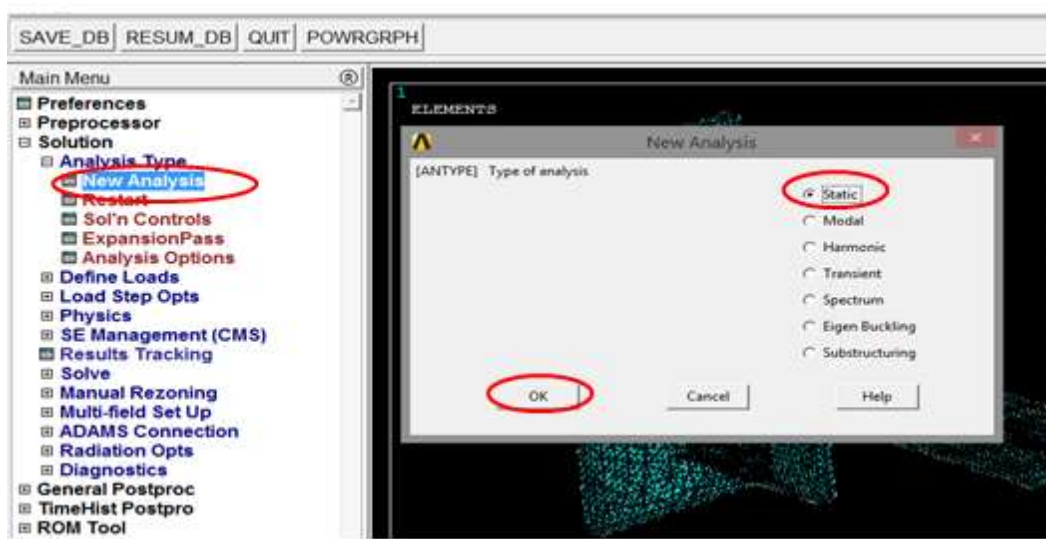 SAVE_DB RESUM_DB QUIT POWRGRPH
Main Menu
Preferences
Preprocessor
Solution
Analysis Type
New Analysis
Restart
Sol'n Controls
ExpansionPass
Analysis Options
Define Loads
Load Step Opts
Physics
SE Management (CMS)
Results Tracking
Solve
Manual Rezoning
Multi-field Set Up
ADAMS Connection
Radiation Opts
Diagnostics
General Postproc
TimeHist Postpro
ROM Tool
1
ELEMENTS
New Analysis
[ANTYPE] Type of analysis
Static
Modal
Harmonic
Transient
Spectrum
Eigen Buckling
Substructuring
OK Cancel Help